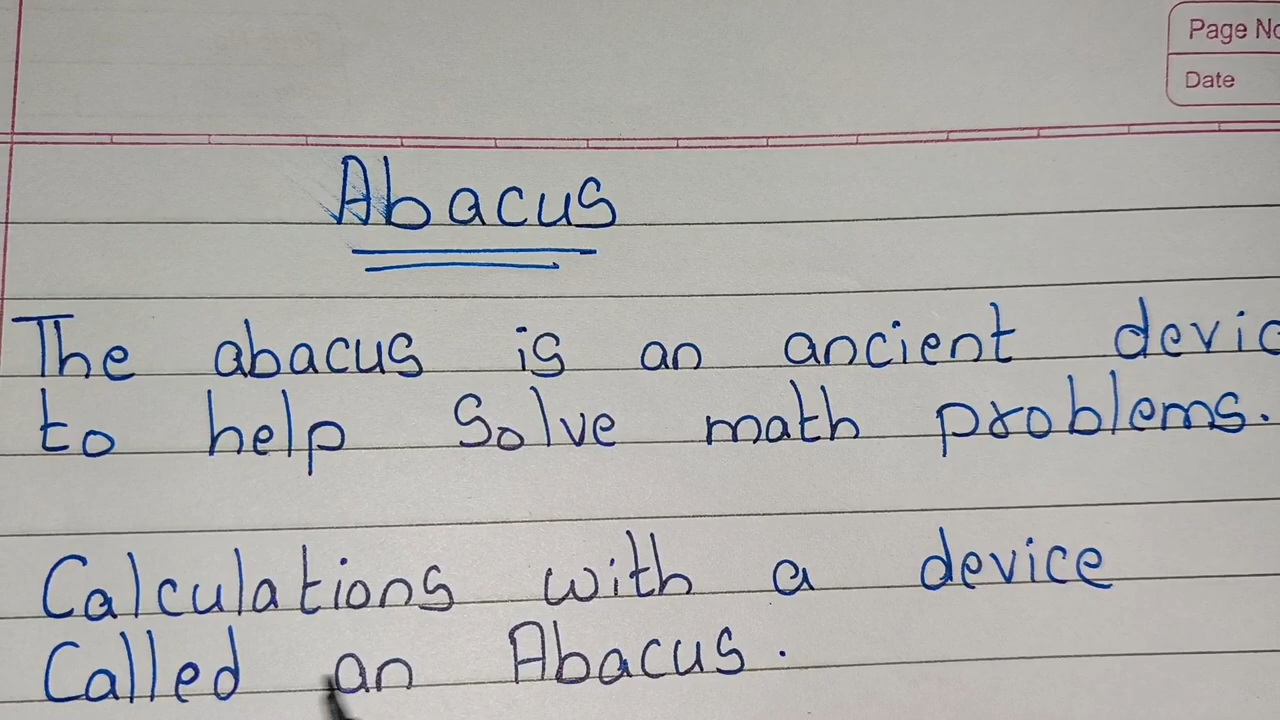 Page No
Date
Abacus
The abacus is an ancient devic
to help Solve math problems.
Calculations with a device
Called an Abacus.